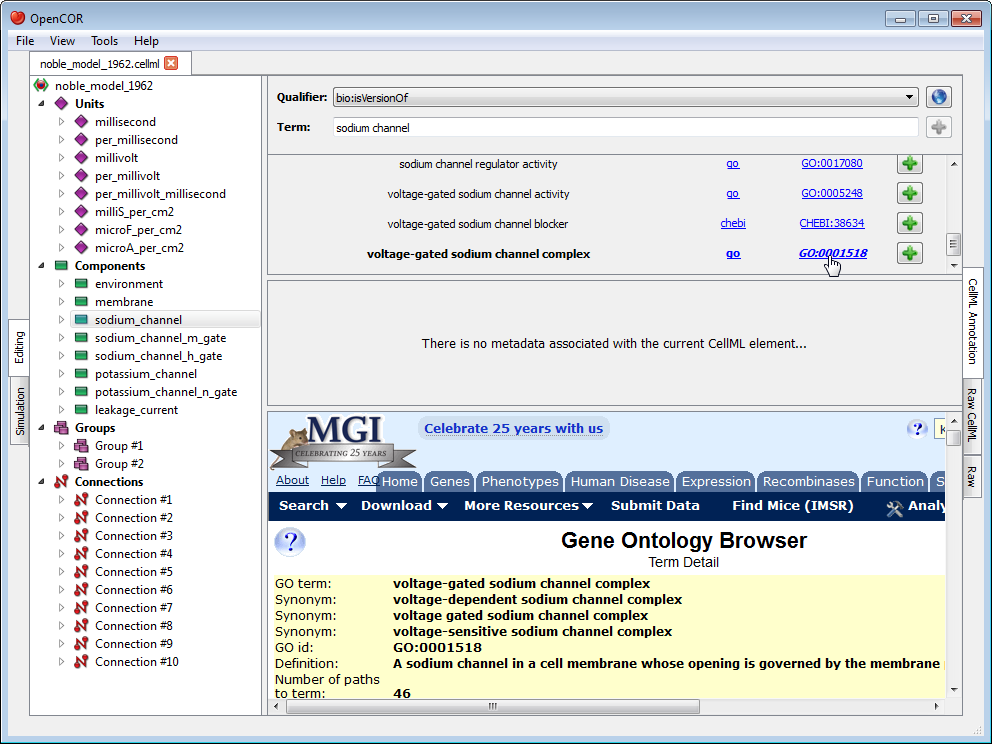 OpenCOR
File View Tools Help
noble_model_1962.cellml
Editing
Simulation
noble_model_1962
Units
millisecond
per_millisecond
millivolt
per_millivolt
per_millivolt_millisecond
milliS_per_cm2
microF_per_cm2
microA_per_cm2
Components
environment
membrane
sodium_channel
sodium_channel_m_gate
sodium_channel_h_gate
potassium_channel
potassium_channel_n_gate
leakage_current
Groups
Group #1
Group #2
Connections
Connection #1
Connection #2
Connection #3
Connection #4
Connection #5
Connection #6
Connection #7
Connection #8
Connection #9
Connection #10
Qualifier: bio:isVersionOf
Term: sodium channel
sodium channel regulator activity go GO:0017080
voltage-gated sodium channel activity go GO:0005248
voltage-gated sodium channel blocker chebi CHEBI:38634
voltage-gated sodium channel complex go GO:0001518
There is no metadata associated with the current CellML element...
MGI
CELEBRATING 25 YEARS
Celebrate 25 years with us
? K
About Help FAQ Home Genes Phenotypes Human Disease Expression Recombinases Function S
Search Download More Resources Submit Data Find Mice (IMSR) Analy
?
Gene Ontology Browser
Term Detail
GO term: voltage-gated sodium channel complex
Synonym: voltage-dependent sodium channel complex
Synonym: voltage gated sodium channel complex
Synonym: voltage-sensitive sodium channel complex
GO id: GO:0001518
Definition: A sodium channel in a cell membrane whose opening is governed by the membrane
Number of paths
to term: 46
CellML Annotation
Raw CellML
Raw